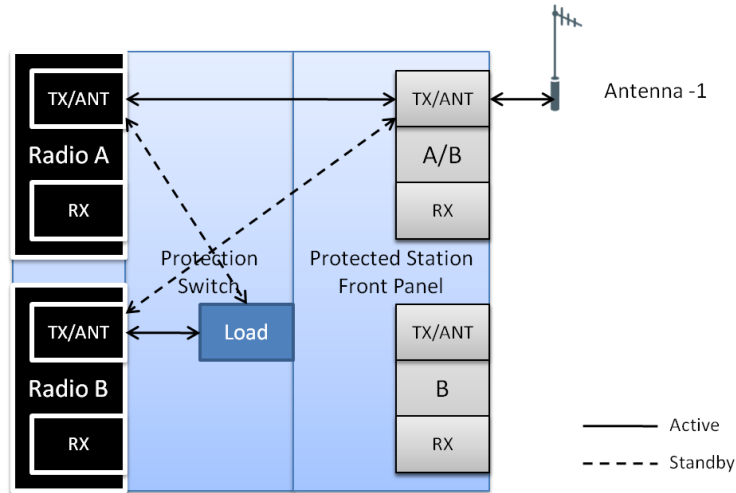 TX/ANT
Radio A
RX
TX/ANT
A/B
RX
Antenna -1
Protection
Switch
Protected Station
Front Panel
TX/ANT
Radio B
RX
Load
TX/ANT
B
RX
Active
Standby